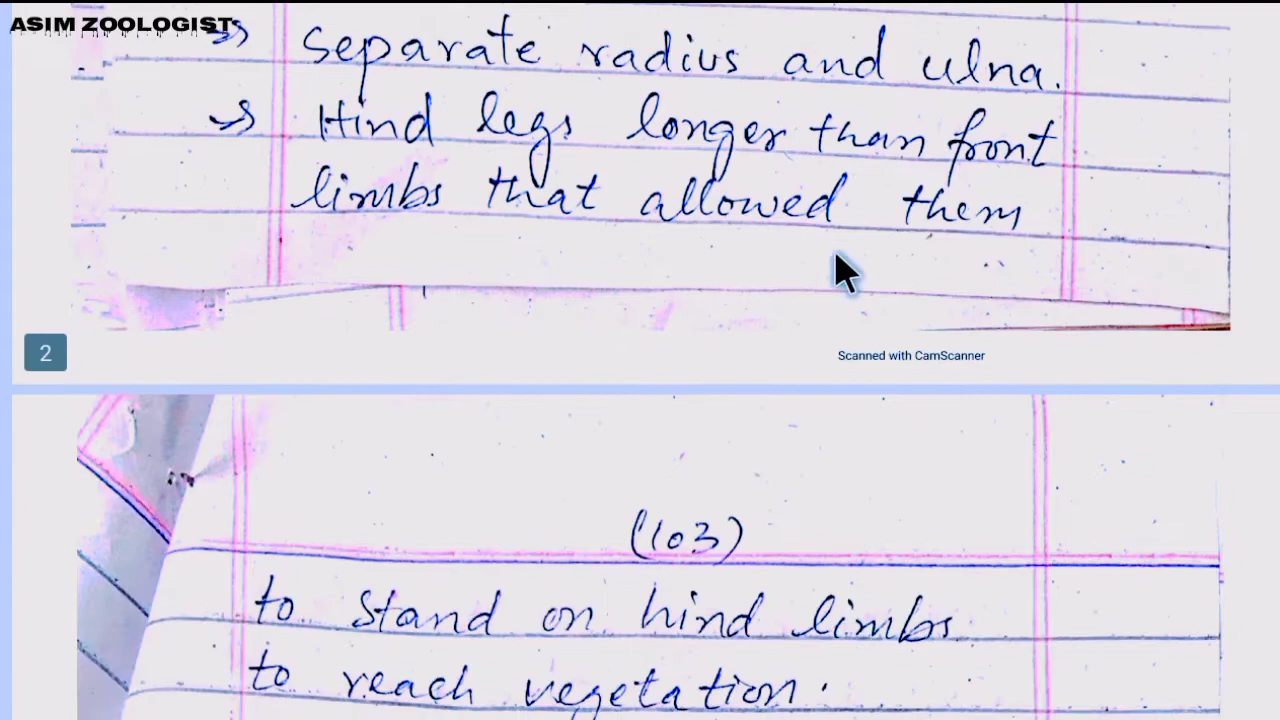 ASIM ZOOLOGIST
→ Separate radius and ulna.
→ Hind legs longer than front
limbs that allowed them
2
Scanned with CamScanner
(103)
to stand on hind limbs
to reach vegetation.